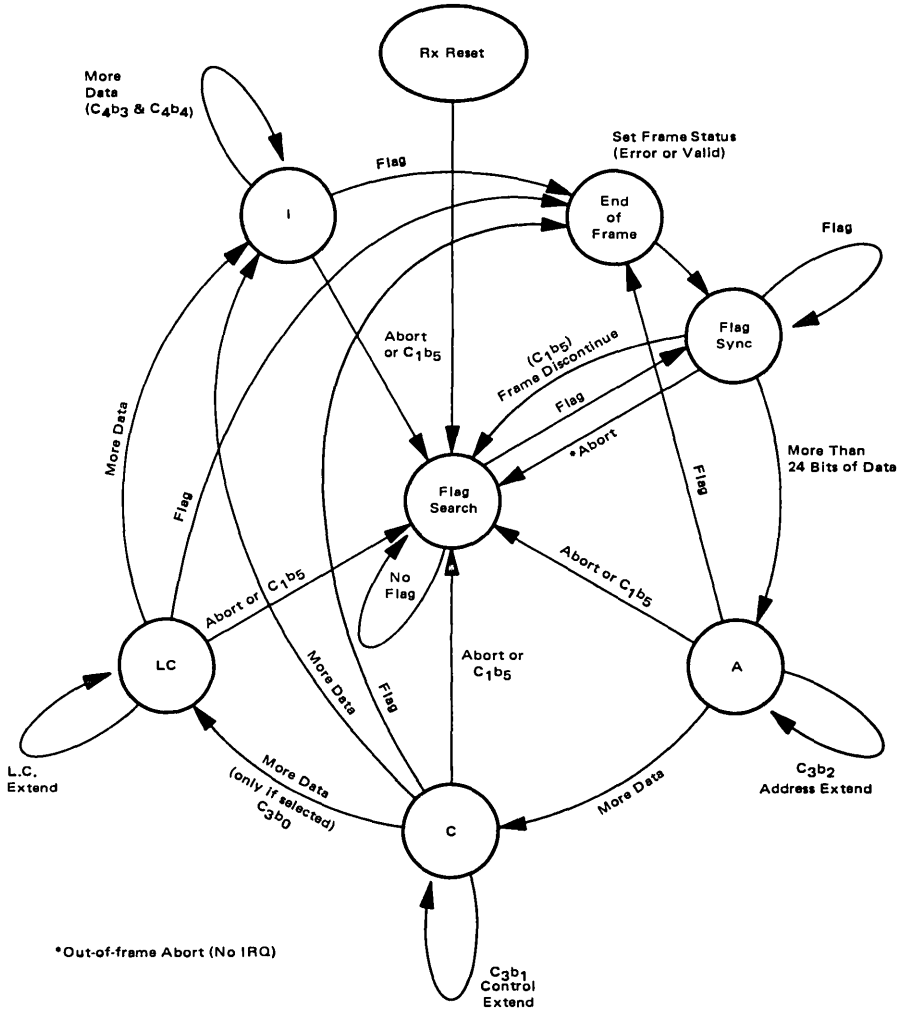 Rx Reset
More
Data
(C4b3 & C4b4)
Flag
Set Frame Status
(Error or Valid)
I
End
of
Frame
Flag
Flag
Sync
Abort
or C1b5
(C1b5)
Frame Discontinue
Flag
*Abort
More Data
Flag
More Than
24 Bits of Data
Flag
Flag
Search
Abort or C1b5
No
Flag
Abort or C1b5
LC
More Data
Flag
Abort or
C1b5
A
L.C.
Extend
More Data
(only if selected)
C3b0
More Data
C3b2
Address Extend
C
*Out-of-frame Abort (No IRQ)
C3b1
Control
Extend